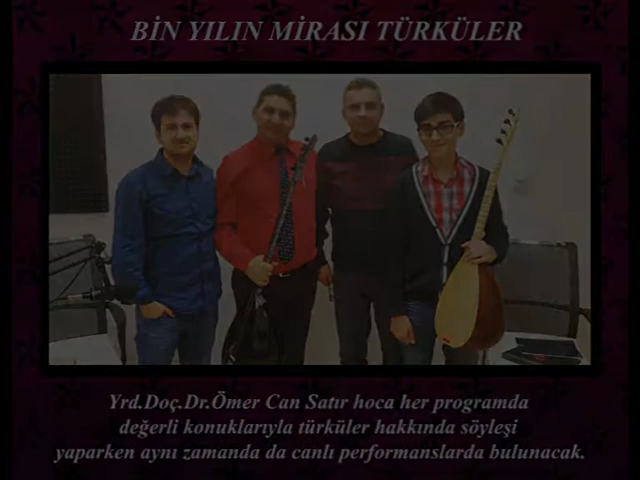 BİN YILIN MİRASI TÜRKÜLER
Yrd.Doç.Dr.Ömer Can Satır hoca her programda
değerli konuklarıyla türküler hakkında söyleşi
yaparken aynı zamanda da canlı performanslarda bulunacak.